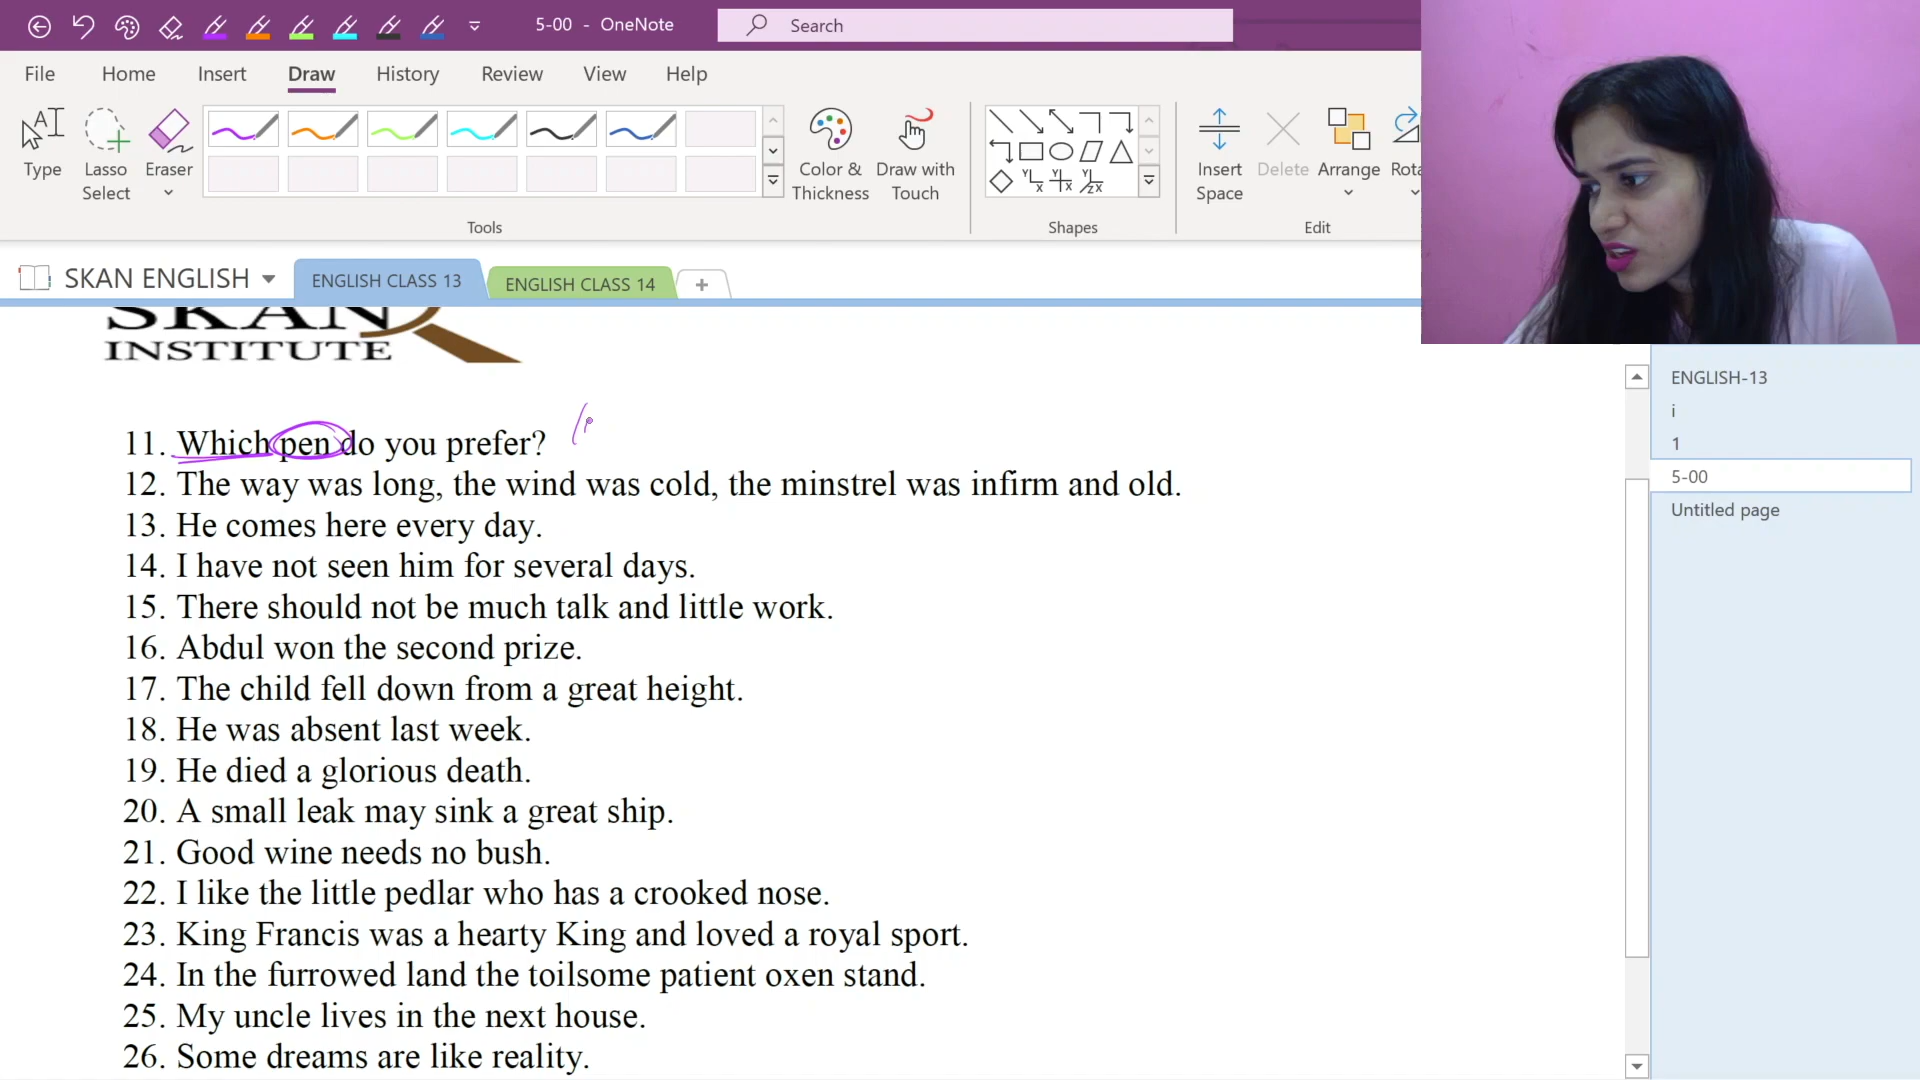 5-00 - OneNote
Search
File Home Insert Draw History Review View Help
Type
Lasso Select
Eraser
Color & Thickness
Draw with Touch
Insert Space
Delete
Arrange
Rota
Tools
Shapes
Edit
SKAN ENGLISH
ENGLISH CLASS 13
ENGLISH CLASS 14
SKAN
INSTITUTE
ENGLISH-13
i
1
5-00
Untitled page
11. Which pen do you prefer?
12. The way was long, the wind was cold, the minstrel was infirm and old.
13. He comes here every day.
14. I have not seen him for several days.
15. There should not be much talk and little work.
16. Abdul won the second prize.
17. The child fell down from a great height.
18. He was absent last week.
19. He died a glorious death.
20. A small leak may sink a great ship.
21. Good wine needs no bush.
22. I like the little pedlar who has a crooked nose.
23. King Francis was a hearty King and loved a royal sport.
24. In the furrowed land the toilsome patient oxen stand.
25. My uncle lives in the next house.
26. Some dreams are like reality.